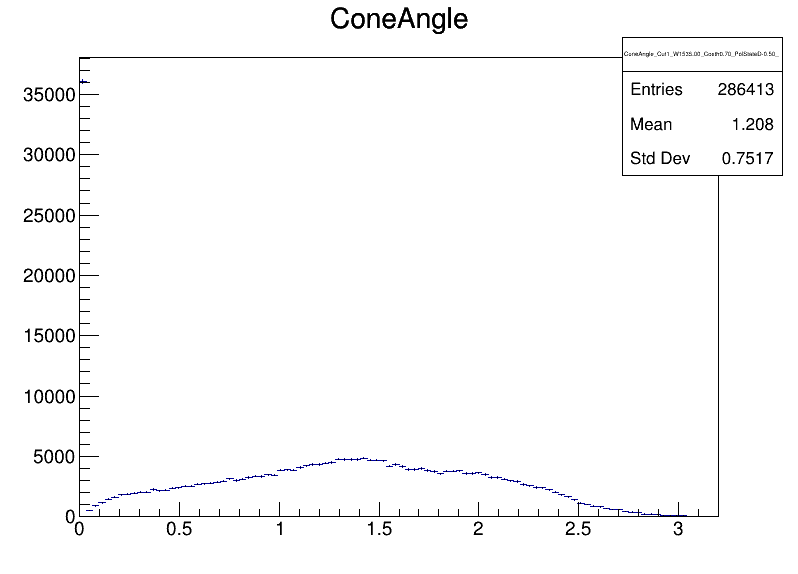 ConeAngle
ConeAngle_Cut1_W1535.00_Costh0.70_PolStateD-0.50_
Entries 286413
Mean 1.208
Std Dev 0.7517
35000
30000
25000
20000
15000
10000
5000
0
0 0.5 1 1.5 2 2.5 3